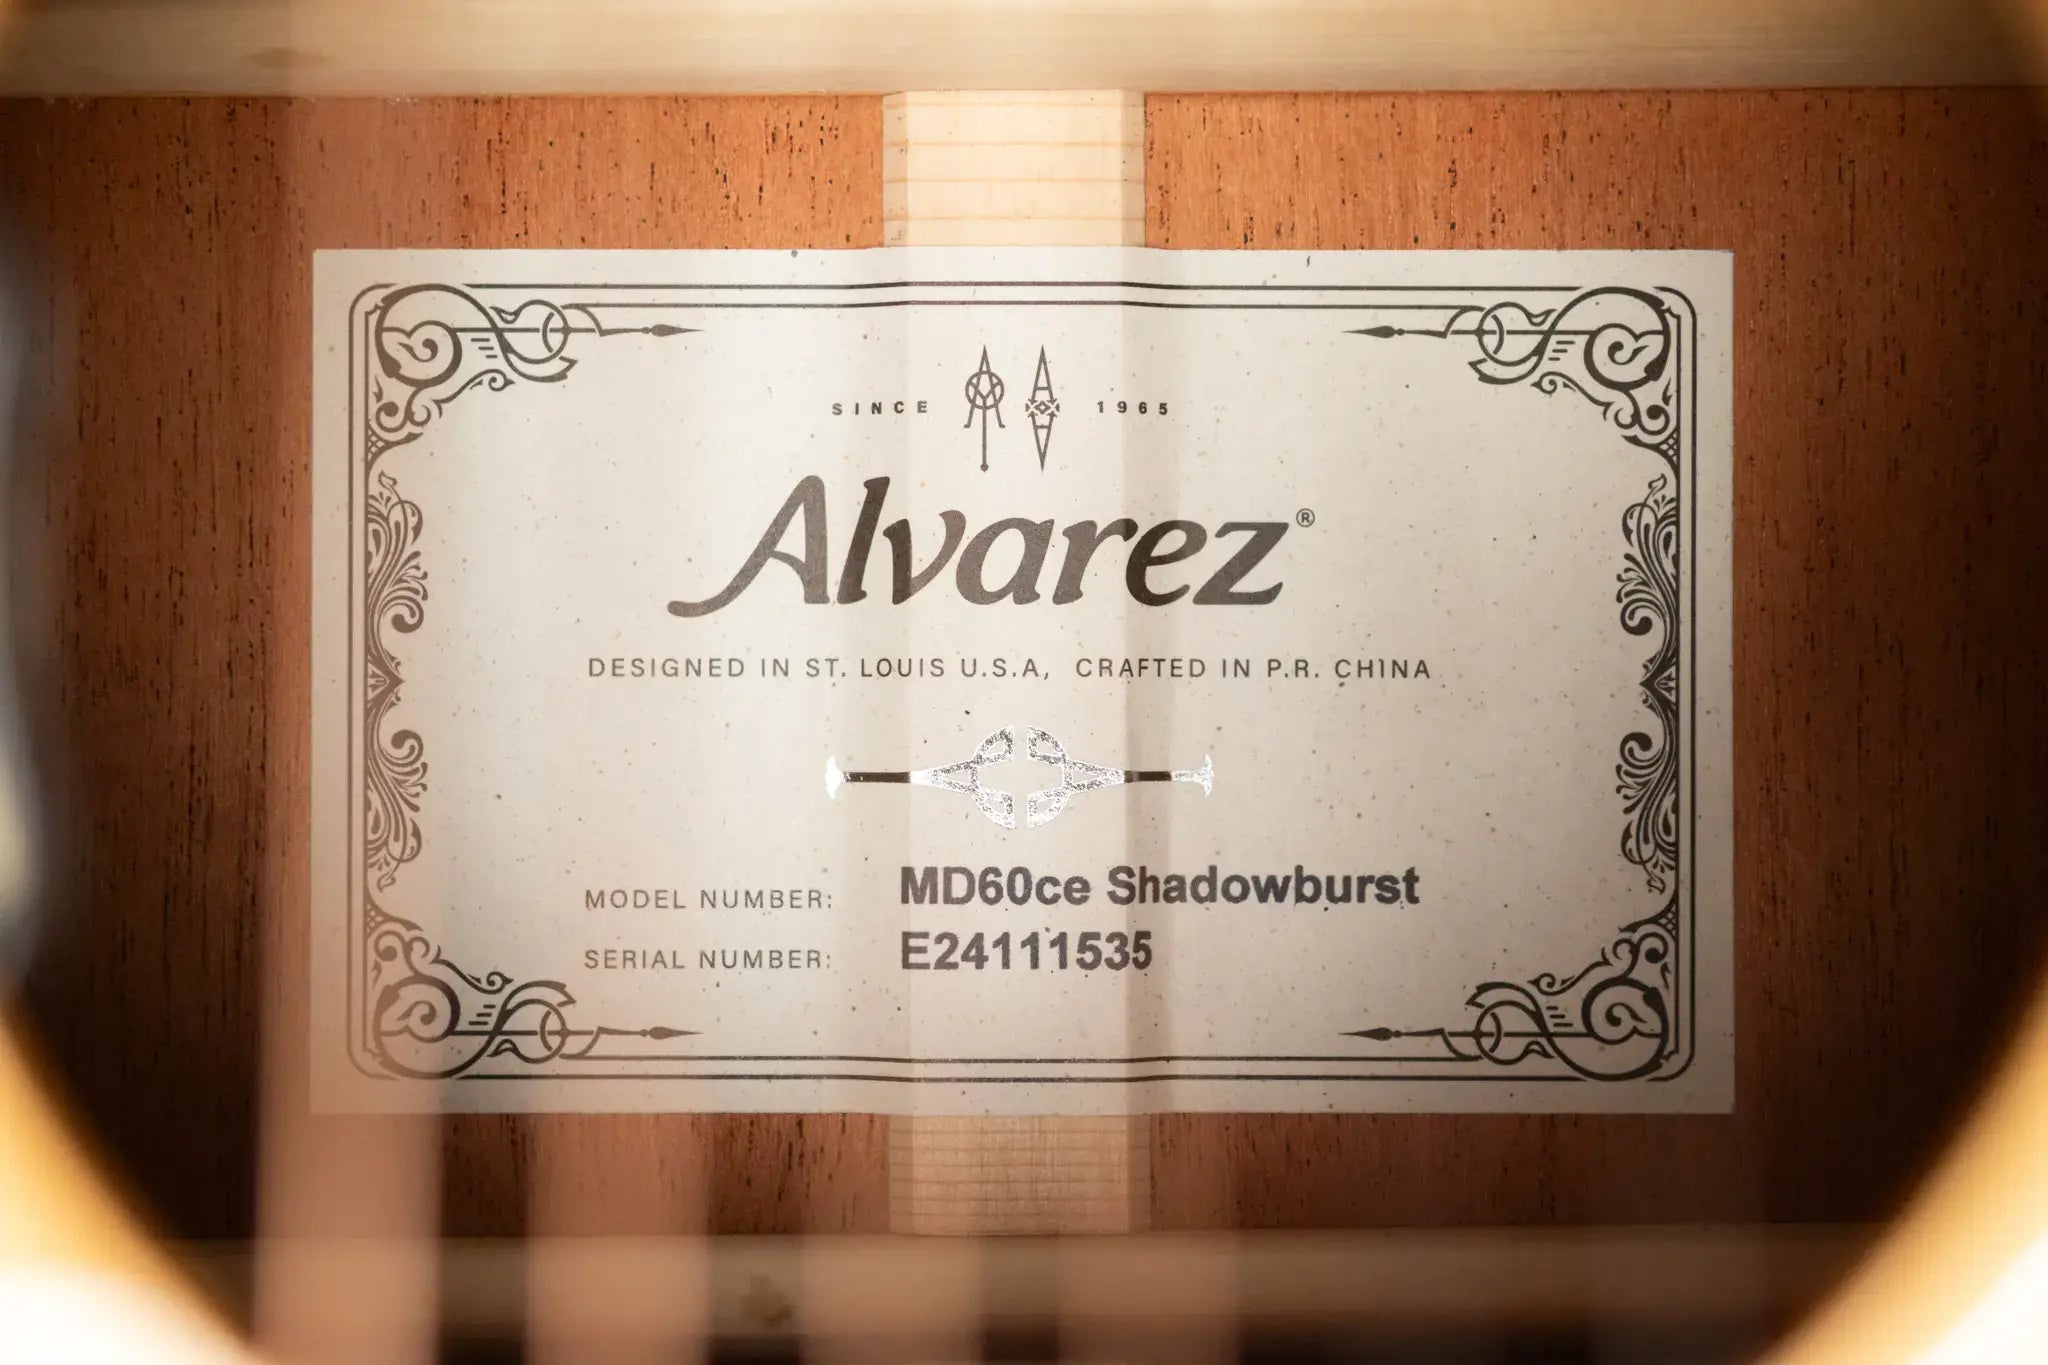 SINCE 1965
Alvarez®
DESIGNED IN ST. LOUIS U.S.A, CRAFTED IN P.R. CHINA
MODEL NUMBER: MD60ce Shadowburst
SERIAL NUMBER: E24111535